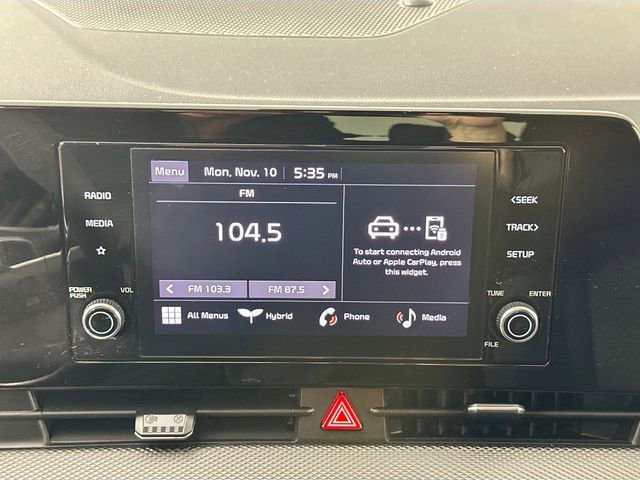 Menu Mon, Nov. 10 5:35 PM
FM
104.5
< FM 103.3 FM 87.5 >
To start connecting Android
Auto or Apple CarPlay, press
this widget.
All Menus Hybrid Phone Media
RADIO
MEDIA
POWER
PUSH
VOL
<SEEK
TRACK>
SETUP
TUNE
ENTER
FILE